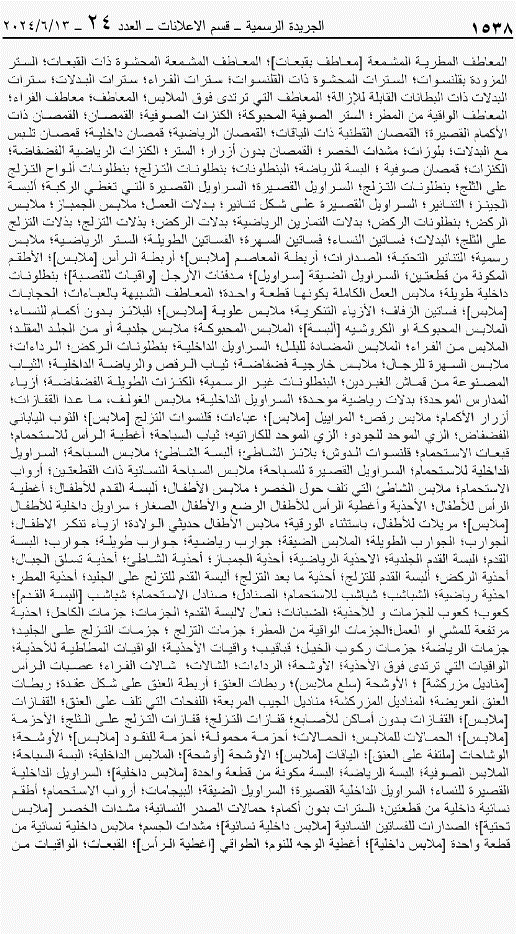 ١٥٣٨ الجريدة الرسمية ــ قسم الاعلانات ــ العدد ٢٤ ــ ٢٠٢٤/٦/١٣
المعاطف المطرية المشمعة [معاطف بقبعات]؛ المعاطف المشمعة المحشوة ذات القبعات؛ الستر
المزودة بقلنسوات؛ السترات المحشوة ذات القلنسوات؛ سترات الفراء؛ سترات البدلات؛ سترات
البدلات ذات البطانات القابلة للإزالة؛ المعاطف التي ترتدى فوق الملابس؛ المعاطف؛ معاطف الفراء؛
المعاطف الواقية من المطر؛ الستر الصوفية المحبوكة؛ الكنزات الصوفية؛ القمصان؛ القمصان ذات
الأكمام القصيرة؛ القمصان القطنية ذات الياقات؛ القمصان الرياضية؛ قمصان داخلية؛ قمصان تلبس
مع البدلات؛ بلوزات؛ مشدات الخصر؛ القمصان بدون أزرار؛ الستر؛ الكنزات الرياضية الفضفاضة؛
الكنزات؛ قمصان صوفية ؛ البسة للرياضة؛ البنطلونات؛ بنطلونات التزلج؛ بنطلونات ألواح التزلج
على الثلج؛ بنطلونات التزلج؛ السراويل القصيرة؛ السراويل القصيرة التي تغطي الركبة؛ ألبسة
الجينز؛ التنانير؛ السراويل القصيرة على شكل تنانير؛ بدلات العمل؛ ملابس الجمباز؛ ملابس
الركض؛ بنطلونات الركض؛ بدلات التمارين الرياضية؛ بدلات الركض؛ بذلات التزلج؛ بذلات التزلج
على الثلج؛ البدلات؛ فساتين النساء؛ فساتين السهرة؛ الفساتين الطويلة؛ الستر الرياضية؛ ملابس
رسمية؛ التنانير التحتية؛ الصدارات؛ أربطة المعاصم [ملابس]؛ أربطة الرأس [ملابس]؛ الأطقم
المكونة من قطعتين؛ السراويل الضيقة [سراويل]؛ مدفئات الأرجل [واقيات للقصبة]؛ بنطلونات
داخلية طويلة؛ ملابس العمل الكاملة بكونها قطعة واحدة؛ المعاطف الشبيهة بالعباءات؛ الحجابات
[ملابس]؛ فساتين الزفاف؛ الأزياء التنكرية؛ ملابس علوية [ملابس]؛ البلائز بدون أكمام للنساء؛
الملابس المحبوكة او الكروشيه [ألبسة]؛ الملابس المحبوكة؛ ملابس جلدية أو من الجلد المقلد؛
الملابس من الفراء؛ الملابس المضادة للبلل؛ السراويل الداخلية؛ بنطلونات الركض؛ الرداءات؛
ملابس السهرة للرجال؛ ملابس خارجية فضفاضة؛ ثياب الرقص والرياضة الداخلية؛ الثياب
المصنوعة من قماش الغبردين؛ البنطلونات غير الرسمية؛ الكنزات الطويلة الفضفاضة؛ أزياء
المدارس الموحدة؛ بدلات رياضية موحدة؛ السراويل الداخلية؛ ملابس الغولف، ما عدا القفازات؛
أزرار الأكمام؛ ملابس رقص؛ المراييل [ملابس]؛ عباءات؛ قلنسوات التزلج [ملابس]؛ الثوب الياباني
الفضفاض؛ الزي الموحد للجودو؛ الزي الموحد للكاراتيه؛ ثياب السباحة؛ أغطية الرأس للاستحمام؛
قبعات الاستحمام؛ قلنسوات الدوش؛ بلائز الشاطئ؛ ألبسة الشاطئ؛ ملابس السباحة؛ السراويل
الداخلية للاستحمام؛ السراويل القصيرة للسباحة؛ ملابس السباحة النسائية ذات القطعتين؛ أرواب
الاستحمام؛ ملابس الشاطئ التي تلف حول الخصر؛ ملابس الأطفال؛ ألبسة القدم للأطفال؛ أغطية
الرأس للأطفال؛ الأحذية وأغطية الرأس للأطفال الرضع والأطفال الصغار؛ سراويل داخلية للأطفال
[ملابس]؛ مريلات للأطفال، باستثناء الورقية؛ ملابس الأطفال حديثي الولادة؛ ازياء تنكر الاطفال؛
الجوارب؛ الجوارب الطويلة؛ الملابس الضيقة؛ جوارب رياضية؛ جوارب طويلة؛ جوارب؛ البسة
القدم؛ البسة القدم الجلدية؛ الاحذية الرياضية؛ أحذية الجمباز؛ أحذية الشاطئ؛ أحذية تسلق الجبال؛
أحذية الركض؛ ألبسة القدم للتزلج؛ أحذية ما بعد التزلج؛ ألبسة القدم للتزلج على الجليد؛ أحذية المطر؛
احذية رياضية؛ الشباشب؛ شباشب للاستحمام؛ الصنادل؛ صنادل الاستحمام؛ شباشب [البسة القدم]؛
كعوب؛ كعوب للجزمات و للأحذية؛ الضبانات؛ نعال لالبسة القدم؛ الجزمات؛ جزمات الكاحل؛ احذية
مرتفعة للمشي او العمل؛الجزمات الواقية من المطر؛ جزمات التزلج ؛ جزمات التزلج على الجليد؛
جزمات الرياضة؛ جزمات ركوب الخيل؛ قباقيب؛ واقيات الأحذية؛ الواقيات المطاطية للأحذية؛
الواقيات التي ترتدى فوق الأحذية؛ الأوشحة؛ الرداءات؛ الشالات؛ شالات الفراء؛ عصبات الرأس
[مناديل مزركشة] ؛ الأوشحة (سلع ملابس)؛ ربطات العنق؛ أربطة العنق على شكل عقدة؛ ربطات
العنق العريضة؛ المناديل المزركشة؛ مناديل الجيب المربعة؛ اللفحات التي تلف على العنق؛ القفازات
[ملابس]؛ القفازات بدون أماكن للأصابع؛ قفازات التزلج؛ قفازات التزلج على الثلج؛ الأحزمة
[ملابس]؛ الحمالات للملابس؛ الحمالات؛ أحزمة محمولة؛ أحزمة للنقود [ملابس]؛ الأوشحة؛
الوشاحات [ملتفة على العنق]؛ الياقات [ملابس]؛ الأوشحة [أوشحة]؛ الملابس الداخلية؛ البسة السباحة؛
الملابس الصوفية؛ البسة الرياضة؛ البسة مكونة من قطعة واحدة [ملابس داخلية]؛ السراويل الداخلية
القصيرة للنساء؛ السراويل الداخلية القصيرة؛ السراويل الضيقة؛ البيجامات؛ أرواب الاستحمام؛ أطقم
نسائية داخلية من قطعتين؛ السترات بدون أكمام؛ حمالات الصدر النسائية؛ مشدات الخصر [ملابس
تحتية]؛ الصدارات للفساتين النسائية [ملابس داخلية نسائية]؛ مشدات الجسم؛ ملابس داخلية نسائية من
قطعة واحدة [ملابس داخلية]؛ أغطية الوجه للنوم؛ الطواقي [اغطية الرأس]؛ القبعات؛ الواقيات من